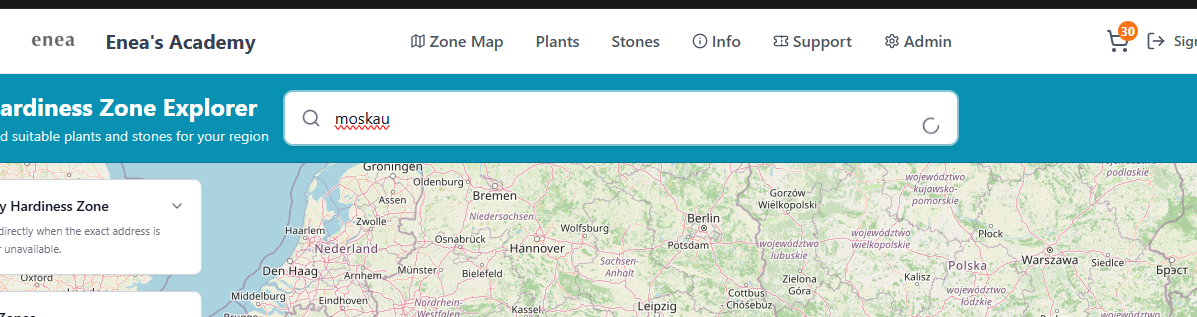 enea
Enea's Academy
Zone Map
Plants
Stones
Info
Support
Admin
30
Sign
ardiness Zone Explorer
d suitable plants and stones for your region
moskau
y Hardiness Zone
directly when the exact address is
unavailable.
Groningen
Assen
Oldenburg
Bremen
Zwolle
Niedersachsen
Haarlem
Nederland
Osnabrück
Wolfsburg
Hannover
Den Haag
Arnhem
Münster
Bielefeld
Sachsen-
Anhalt
Middelburg
Eindhoven
Nordrhein-
Westfalen
Kassel
Leipzig
Berlin
Potsdam
Cottbus
- Chóśebuz
Gorzów
Wielkopolski
województwo
kujawsko-
pomorskie
podlaskie
województwo
lubuskie
województwo
wielkopolskie
Płock
Warszawa
Siedlce
Брэст
Polska
Kalisz
Zielona
Góra
województwo
łódzkie
Oxford